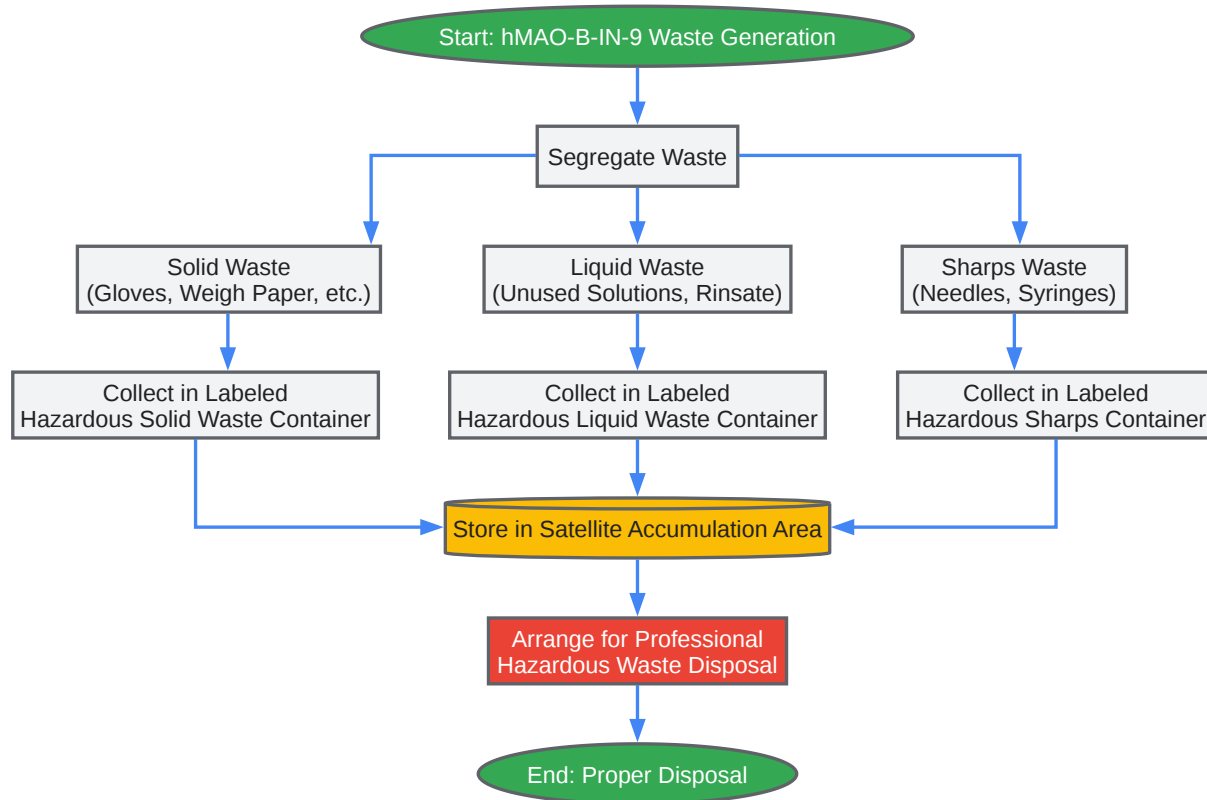 Start: hMAO-B-IN-9 Waste Generation
Segregate Waste
Solid Waste
(Gloves, Weigh Paper, etc.)
Liquid Waste
(Unused Solutions, Rinsate)
Sharps Waste
(Needles, Syringes)
Collect in Labeled
Hazardous Solid Waste Container
Collect in Labeled
Hazardous Liquid Waste Container
Collect in Labeled
Hazardous Sharps Container
Store in Satellite Accumulation Area
Arrange for Professional
Hazardous Waste Disposal
End: Proper Disposal